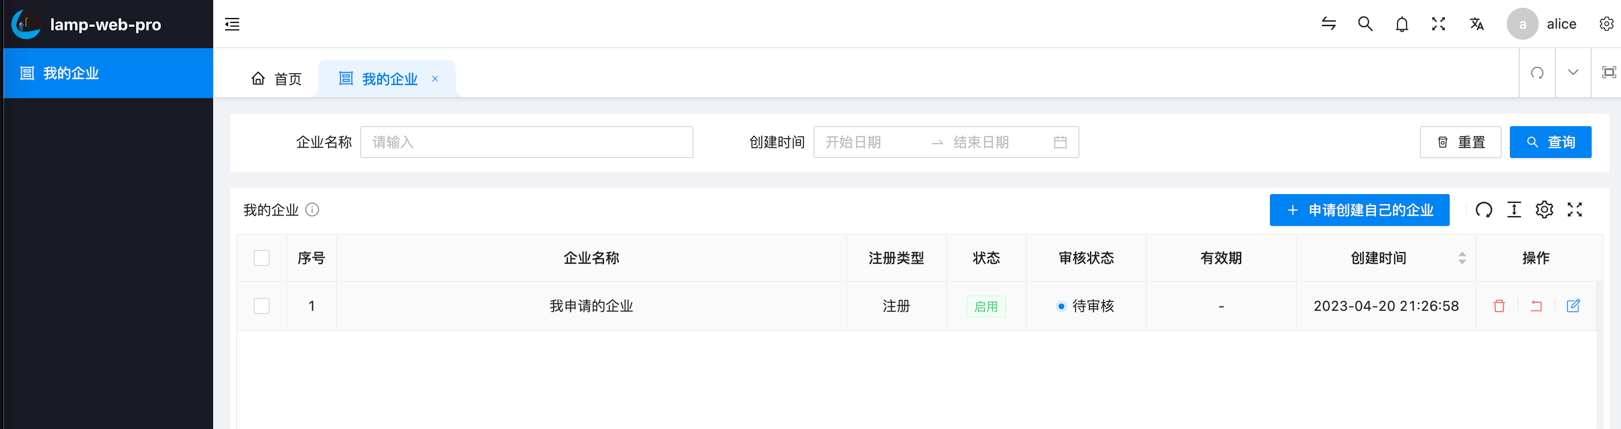 lamp-web-pro
a alice
我的企业
首页 我的企业 ×
企业名称 请输入 创建时间 开始日期 → 结束日期 重置 查询
我的企业 + 申请创建自己的企业
序号 企业名称 注册类型 状态 审核状态 有效期 创建时间 操作
1 我申请的企业 注册 启用 待审核 - 2023-04-20 21:26:58